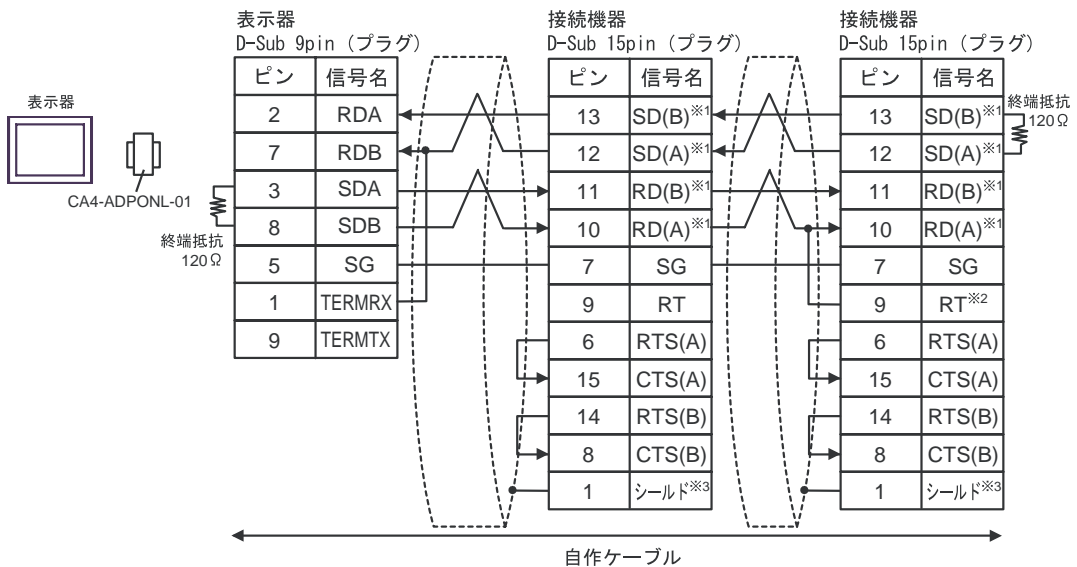 表示器
CA4-ADPONL-01
終端抵抗
120Ω
表示器
D-Sub 9pin (プラグ)
ピン 信号名
2 RDA
7 RDB
3 SDA
8 SDB
5 SG
1 TERMRX
9 TERMTX
接続機器
D-Sub 15pin (プラグ)
ピン 信号名
13 SD(B)※1
12 SD(A)※1
11 RD(B)※1
10 RD(A)※1
7 SG
9 RT
6 RTS(A)
15 CTS(A)
14 RTS(B)
8 CTS(B)
1 シールド※3
接続機器
D-Sub 15pin (プラグ)
ピン 信号名
13 SD(B)※1
12 SD(A)※1
11 RD(B)※1
10 RD(A)※1
7 SG
9 RT※2
6 RTS(A)
15 CTS(A)
14 RTS(B)
8 CTS(B)
1 シールド※3
終端抵抗
120Ω
自作ケーブル